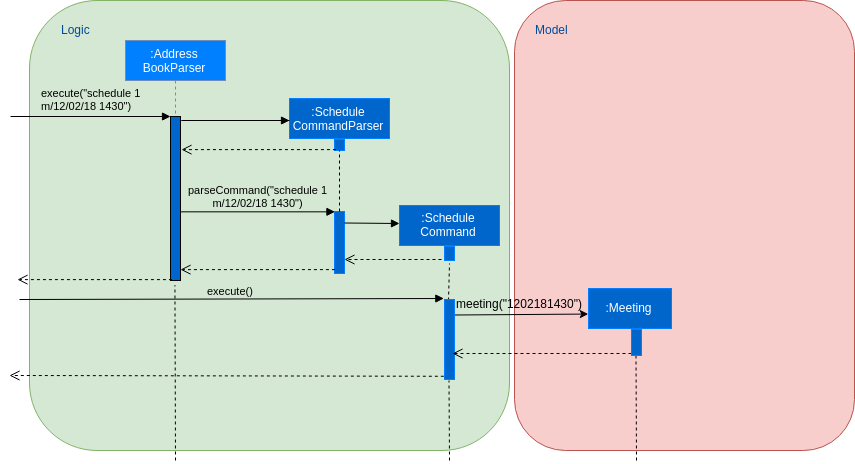 Logic
Model
:Address
BookParser
execute("schedule 1
m/12/02/18 1430")
:Schedule
CommandParser
parseCommand("schedule 1
m/12/02/18 1430")
:Schedule
Command
execute()
meeting("1202181430")
:Meeting